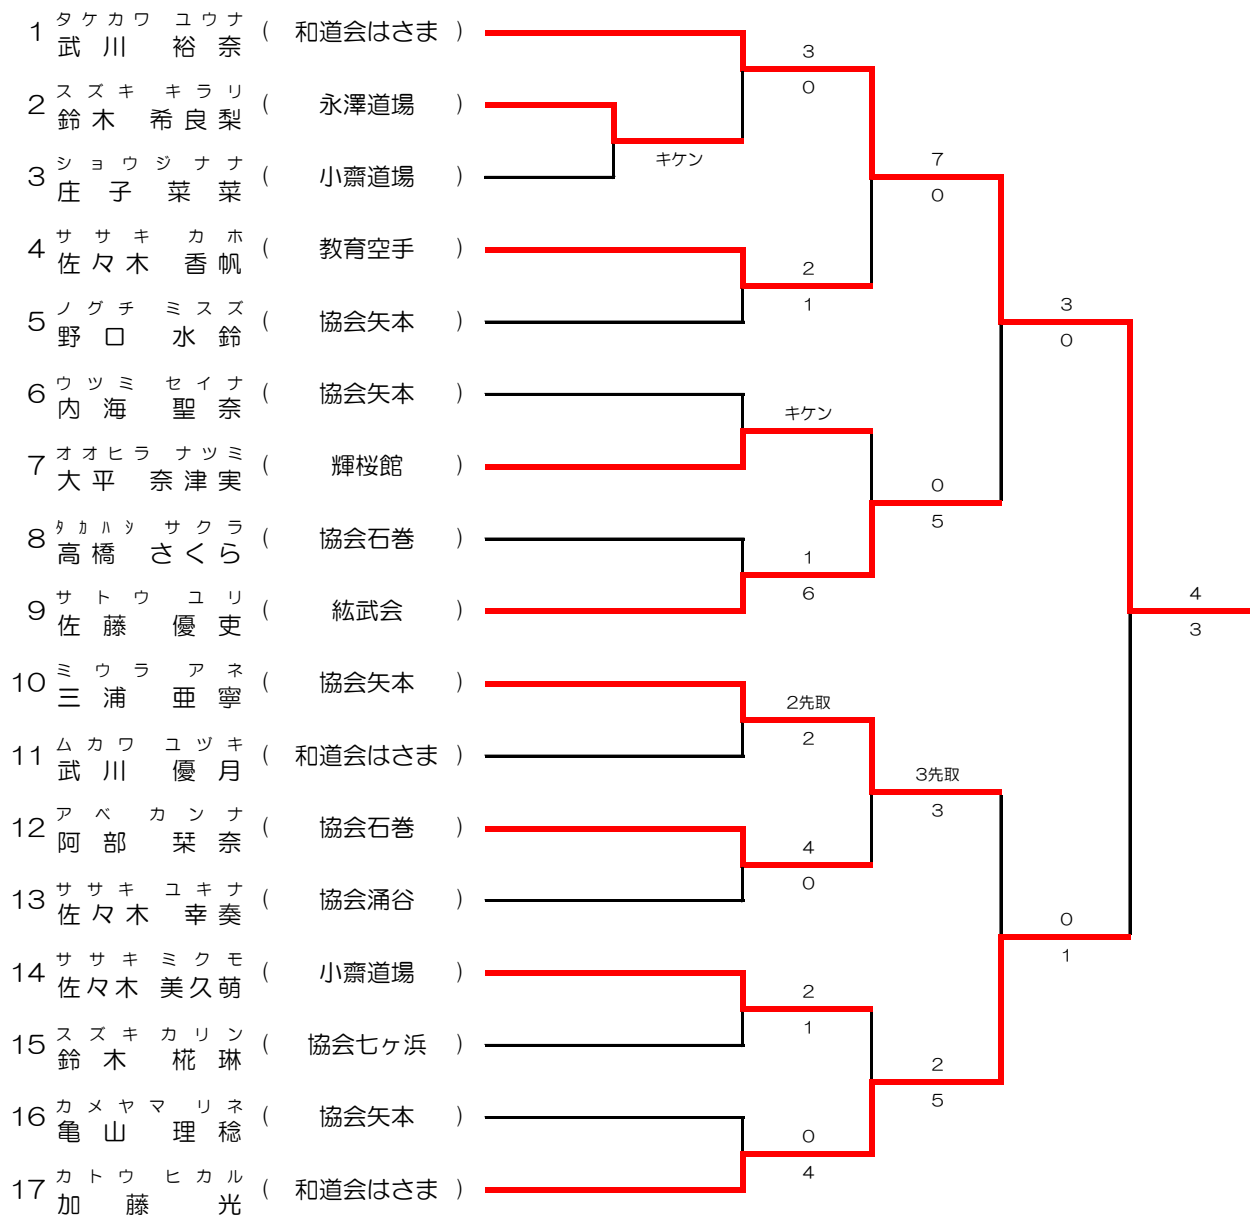 1 タケカワ ユウナ
武川 裕奈 ( 和道会はさま )
2 スズキ キラリ
鈴木 希良梨 ( 永澤道場 )
3 ショウジ ナナ
庄子 菜菜 ( 小齋道場 )
4 ササキ カホ
佐々木 香帆 ( 教育空手 )
5 ノグチ ミスズ
野口 水鈴 ( 協会矢本 )
6 ウツミ セイナ
内海 聖奈 ( 協会矢本 )
7 オオヒラ ナツミ
大平 奈津実 ( 輝桜館 )
8 ﾀｶﾊｼ サクラ
高橋 さくら ( 協会石巻 )
9 サトウ ユリ
佐藤 優吏 ( 紘武会 )
10 ミウラ アネ
三浦 亜寧 ( 協会矢本 )
11 ムカワ ユヅキ
武川 優月 ( 和道会はさま )
12 アベ カンナ
阿部 栞奈 ( 協会石巻 )
13 ササキ ユキナ
佐々木 幸奏 ( 協会涌谷 )
14 ササキ ミクモ
佐々木 美久萌 ( 小齋道場 )
15 スズキ カリン
鈴木 椛琳 ( 協会七ヶ浜 )
16 カメヤマ リネ
亀山 理稔 ( 協会矢本 )
17 カトウ ヒカル
加藤 光 ( 和道会はさま )
キケン
3
0
2
1
キケン
1
6
2先取
2
4
0
2
1
0
4
7
0
0
5
3先取
3
2
5
3
0
0
1
4
3